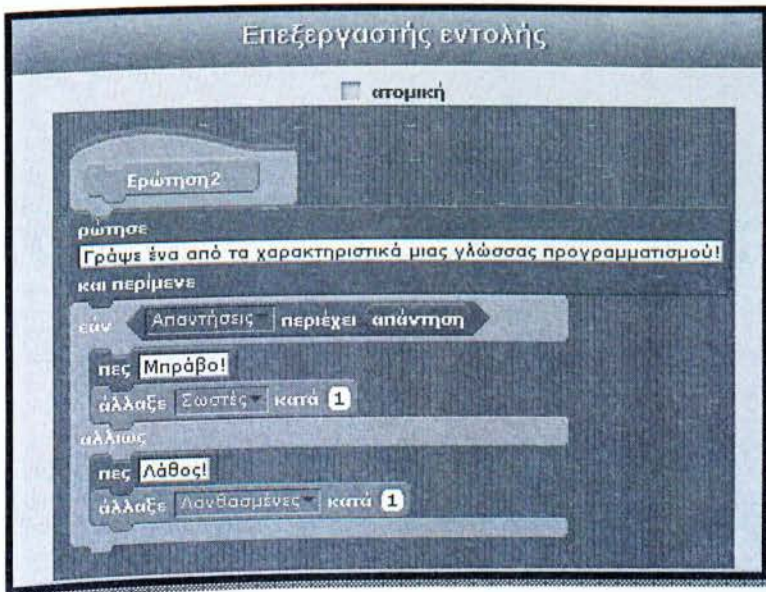 Επεξεργαστής εντολής
ατομική
Ερώτηση2
ρώτησε
Γράψε ένα από τα χαρακτηριστικά μιας γλώσσας προγραμματισμού!
και περίμενε
εάν Απαντήσεις περιέχει απάντηση
πες Μπράβο!
άλλαξε Σωστές κατά 1
αλλιώς
πες Λάθος!
άλλαξε Λανθασμένες κατά 1